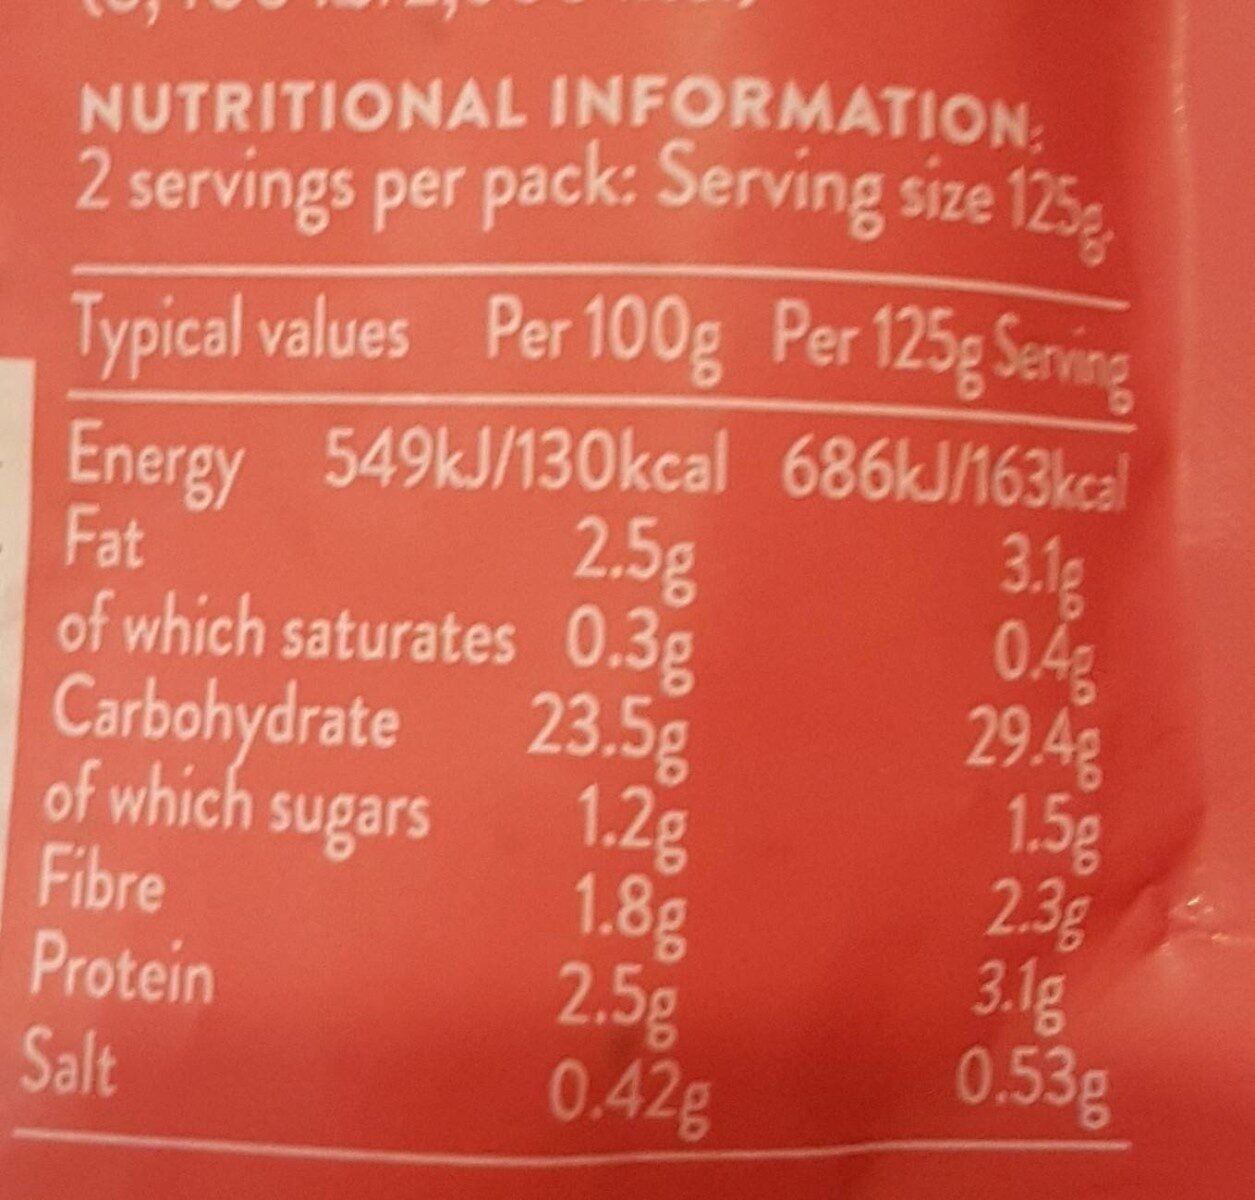 NUTRITIONAL INFORMATION:
2 servings per pack: Serving size 125g.
Typical values Per 100g Per 125g Serving
Energy 549kJ/130kcal 686kJ/163kcal
Fat 2.5g 3.1g
of which saturates 0.3g 0.4g
Carbohydrate 23.5g 29.4g
of which sugars 1.2g 1.5g
Fibre 1.8g 2.3g
Protein 2.5g 3.1g
Salt 0.42g 0.53g